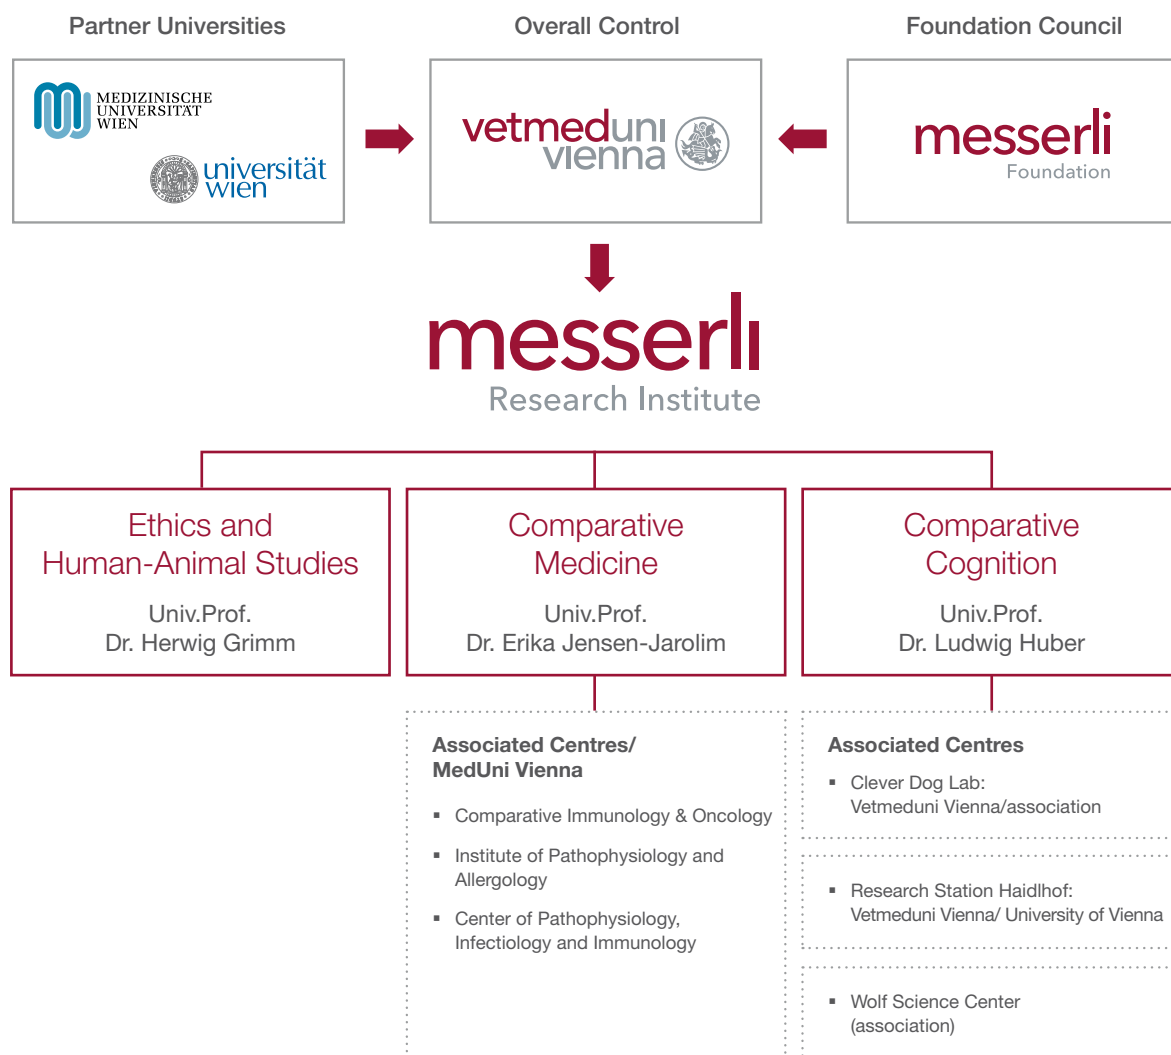 Partner Universities
Overall Control
Foundation Council
MEDIZINISCHE
UNIVERSITÄT
WIEN
universität
wien
vetmeduni
vienna
messerli
Foundation
messerli
Research Institute
Ethics and
Human-Animal Studies
Univ.Prof.
Dr. Herwig Grimm
Comparative
Medicine
Univ.Prof.
Dr. Erika Jensen-Jarolim
Comparative
Cognition
Univ.Prof.
Dr. Ludwig Huber
Associated Centres/
MedUni Vienna
▪ Comparative Immunology & Oncology
▪ Institute of Pathophysiology and
Allergology
▪ Center of Pathophysiology,
Infectiology and Immunology
Associated Centres
▪ Clever Dog Lab:
Vetmeduni Vienna/association
▪ Research Station Haidlhof:
Vetmeduni Vienna/ University of Vienna
▪ Wolf Science Center
(association)